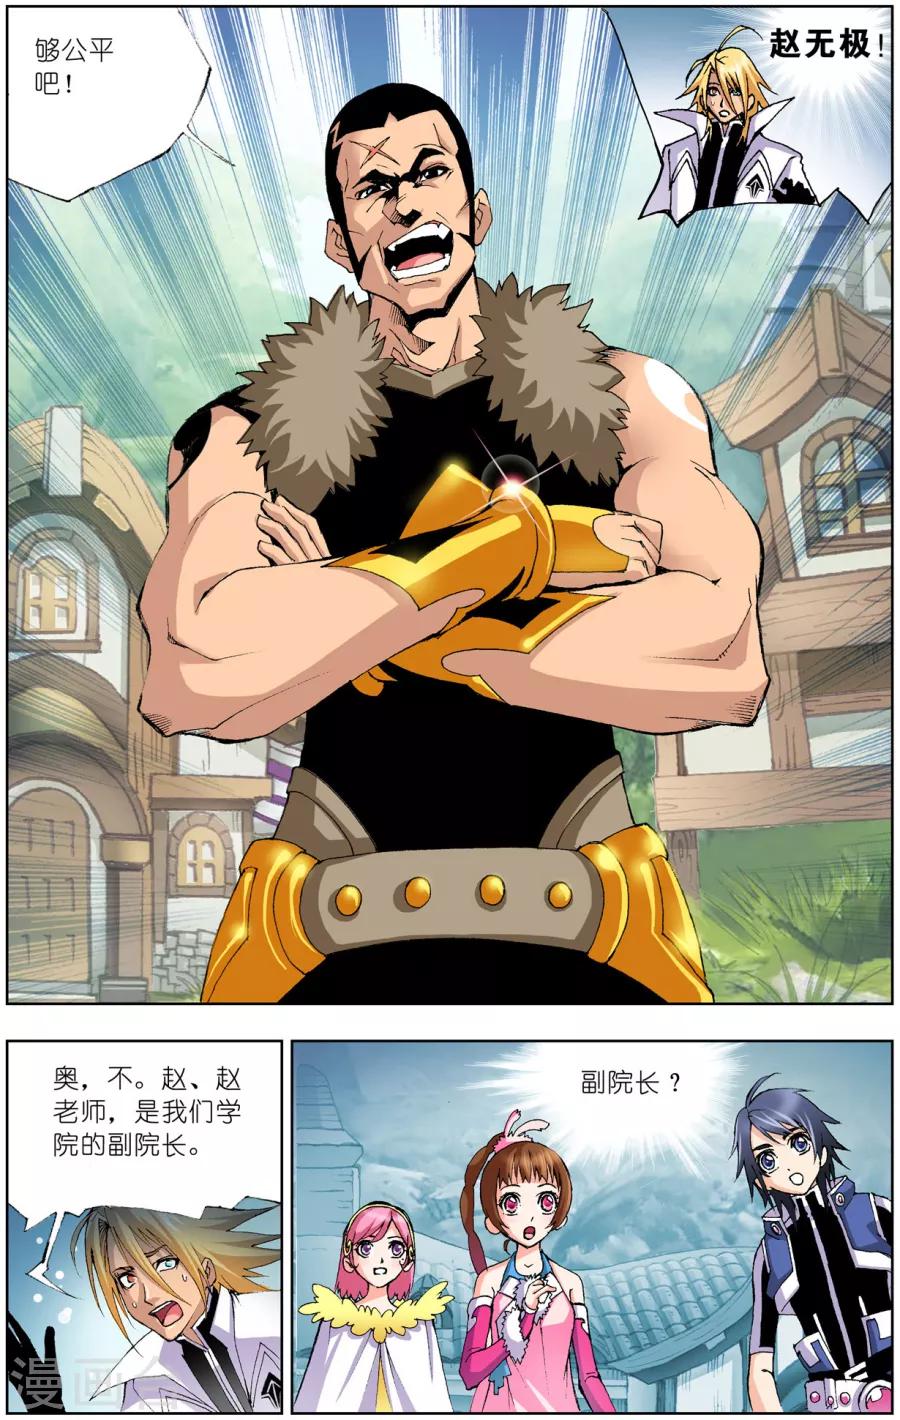 够公平
吧！
赵无极！
奥，不。赵、赵
老师，是我们学
院的副院长。
副院长？
漫画台